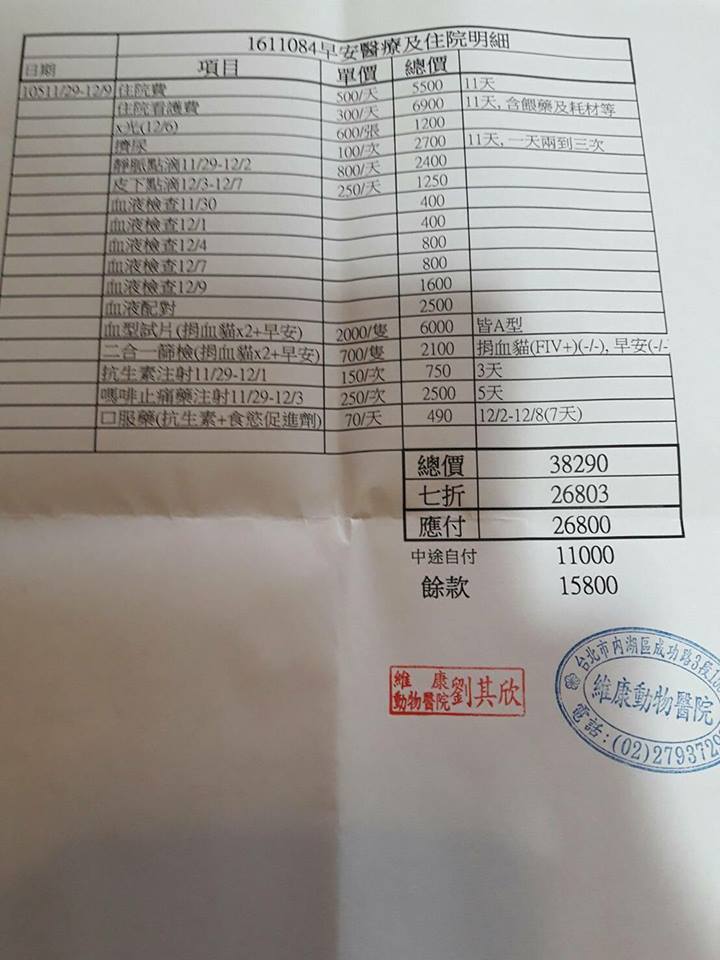 1611084早安醫療及住院明細
日期 項目 單價 總價
10511/29-12/9 住院費 500/天 5500 11天
住院看護費 300/天 6900 11天, 含餵藥及耗材等
x光(12/6) 600/張 1200
擠尿 100/次 2700 11天, 一天兩到三次
靜脈點滴11/29-12/2 800/天 2400
皮下點滴12/3-12/7 250/天 1250
血液檢查11/30 400
血液檢查12/1 400
血液檢查12/4 800
血液檢查12/7 800
血液檢查12/9 1600
血液配對 2500
血型試片(捐血貓x2+早安) 2000/隻 6000 皆A型
二合一篩檢(捐血貓x2+早安) 700/隻 2100 捐血貓(FIV+)(-/-), 早安(-/-
抗生素注射11/29-12/1 150/次 750 3天
嗎啡止痛藥注射11/29-12/3 250/次 2500 5天
口服藥(抗生素+食慾促進劑) 70/天 490 12/2-12/8(7天)
總價 38290
七折 26803
應付 26800
中途自付 11000
餘款 15800
維康動物醫院 劉其欣
台北市內湖區成功路3段
維康動物醫院
電話:(02)279372